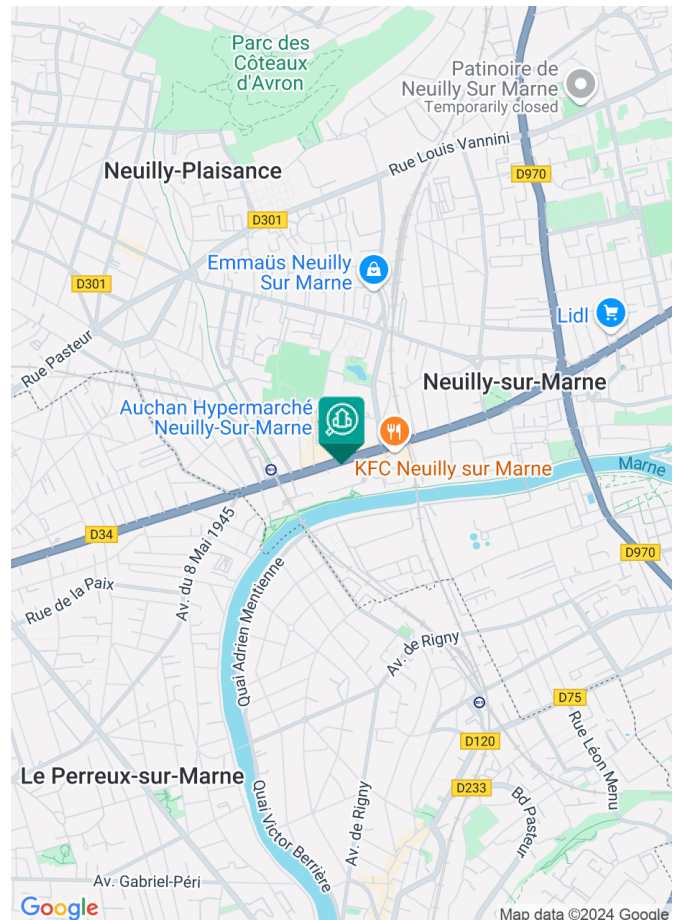 Parc des
Côteaux
d'Avron
Patinoire de
Neuilly Sur Marne
Temporarily closed
Rue Louis Vannini
Neuilly-Plaisance
D970
D301
Emmaüs Neuilly
Sur Marne
D301
Lidl
Rue Pasteur
Neuilly-sur-Marne
Auchan Hypermarché
Neuilly-Sur-Marne
KFC Neuilly sur Marne
Marne
D34
Av. du 8 Mai 1945
D970
Quai Adrien Mentienne
Rue de la Paix
Av. de Rigny
D75
Rue Léon Menu
D120
Le Perreux-sur-Marne
D233
Bd Pasteur
Quai Victor Berrière
Av. de Rigny
Av. Gabriel-Péri
Google
Map data ©2024 Google